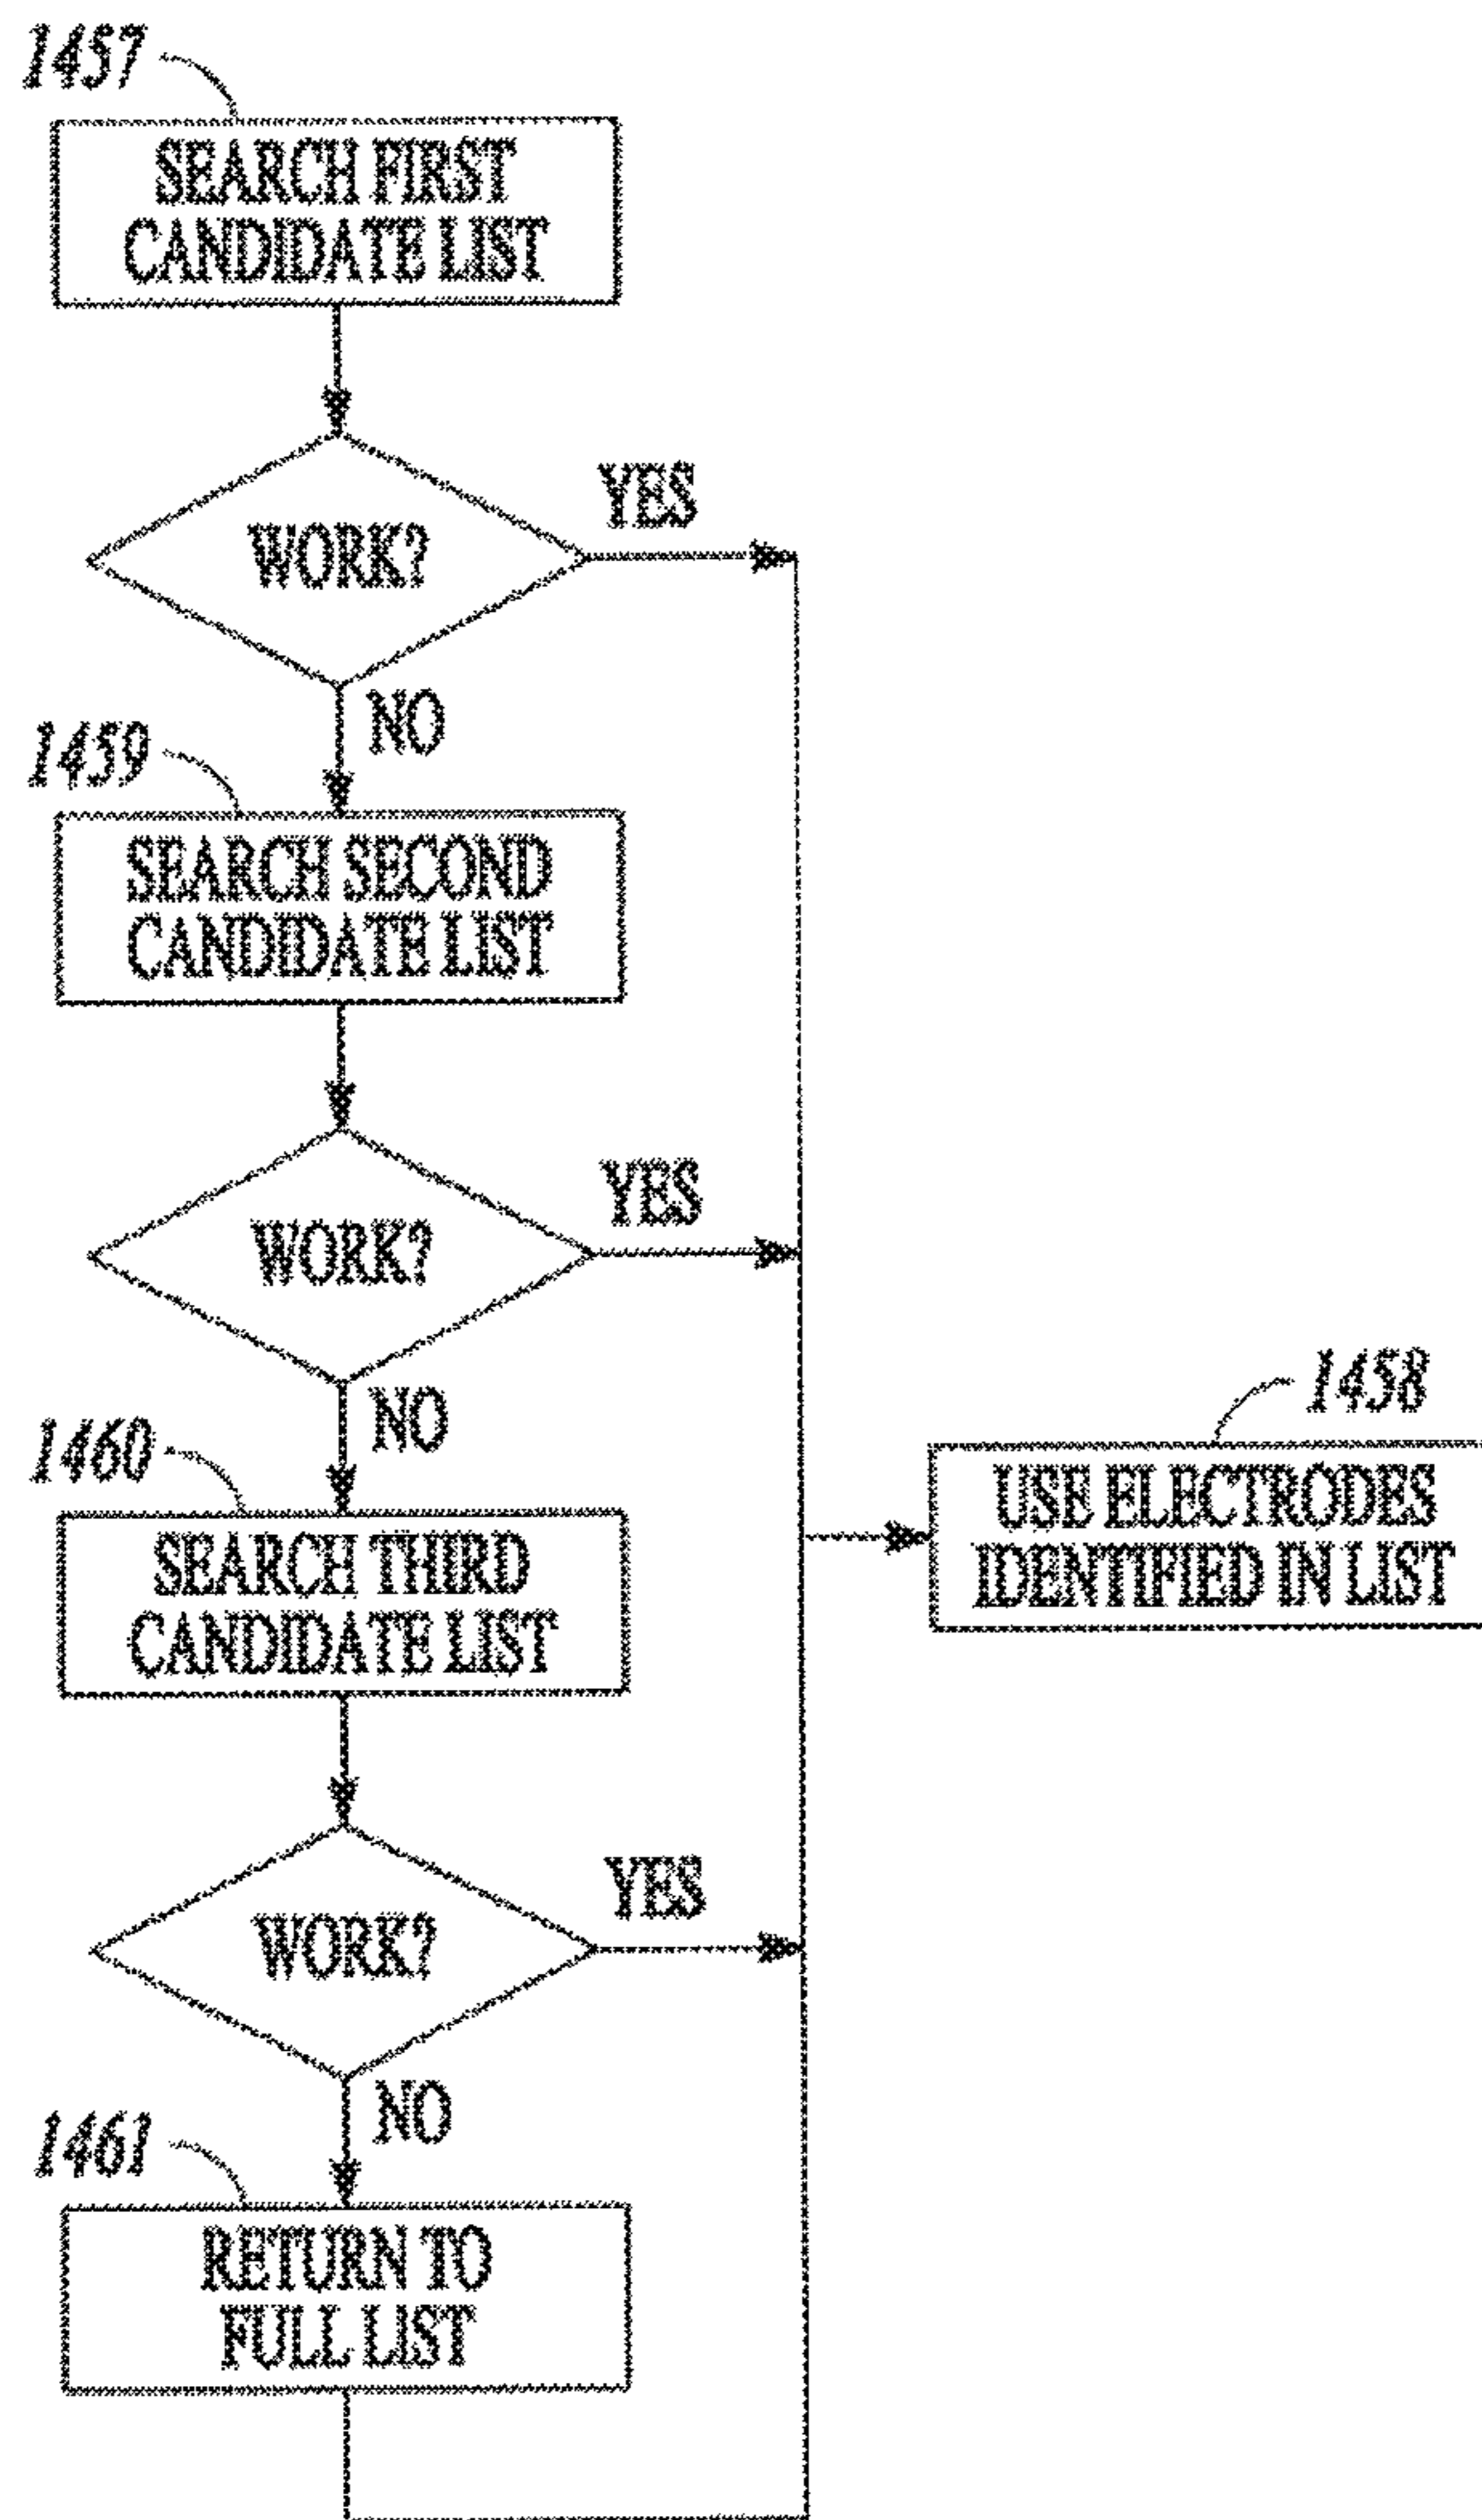 1457
SEARCH FIRST
CANDIDATE LIST
WORK?
YES
NO
1459
SEARCH SECOND
CANDIDATE LIST
WORK?
YES
NO
1458
USE ELECTRODES
IDENTIFIED IN LIST
1460
SEARCH THIRD
CANDIDATE LIST
WORK?
YES
NO
1461
RETURN TO
FULL LIST